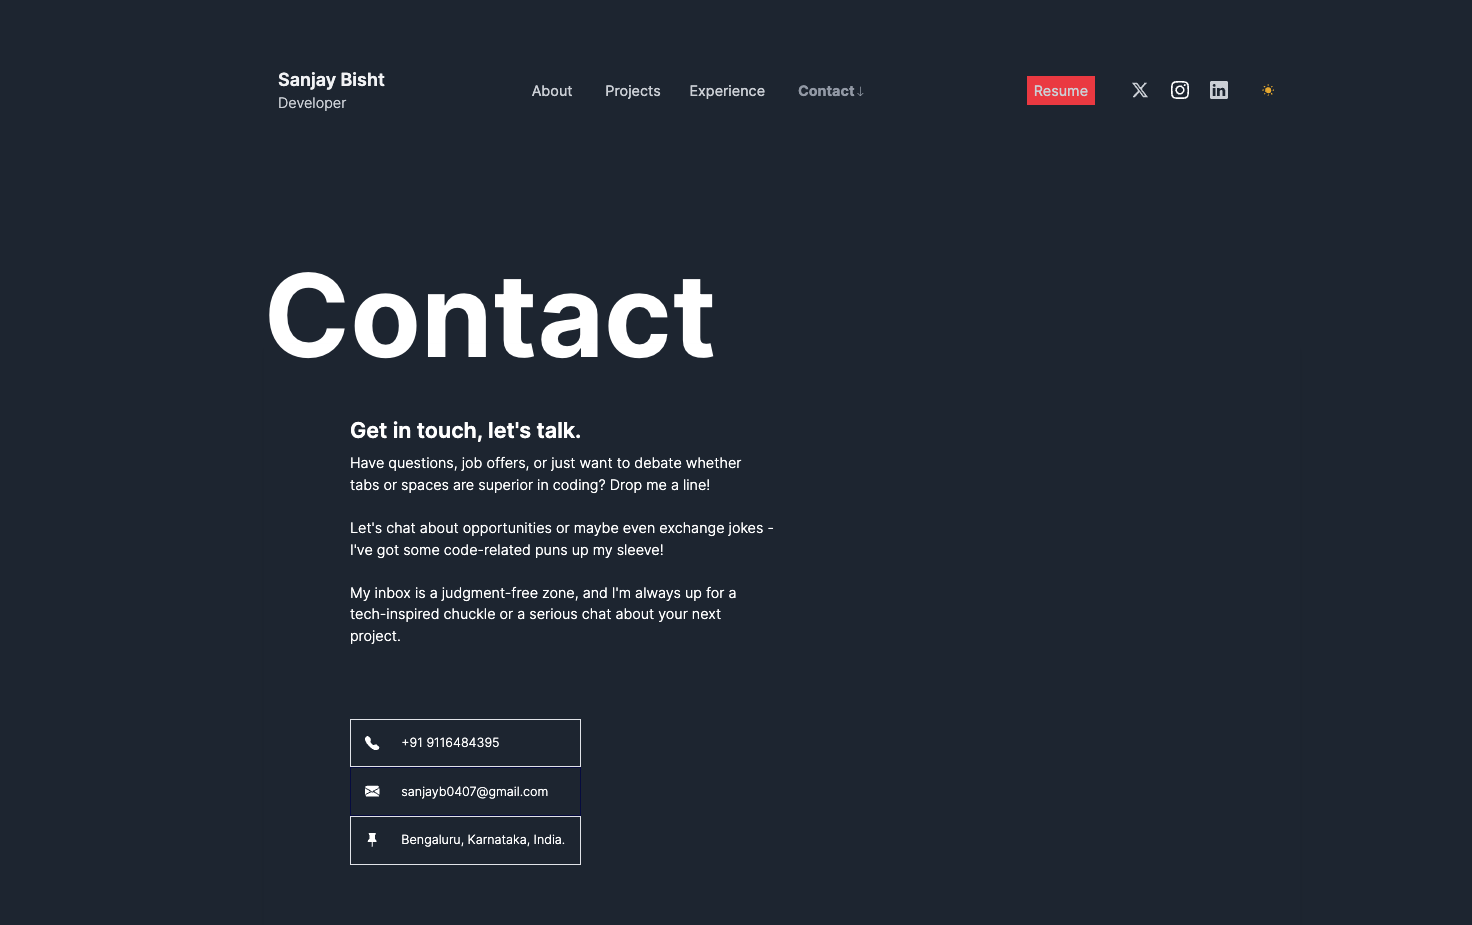 Sanjay Bisht
Developer
About
Projects
Experience
Contact↓
Resume
Contact
Get in touch, let's talk.
Have questions, job offers, or just want to debate whether
tabs or spaces are superior in coding? Drop me a line!
Let's chat about opportunities or maybe even exchange jokes -
I've got some code-related puns up my sleeve!
My inbox is a judgment-free zone, and I'm always up for a
tech-inspired chuckle or a serious chat about your next
project.
+91 9116484395
sanjayb0407@gmail.com
Bengaluru, Karnataka, India.